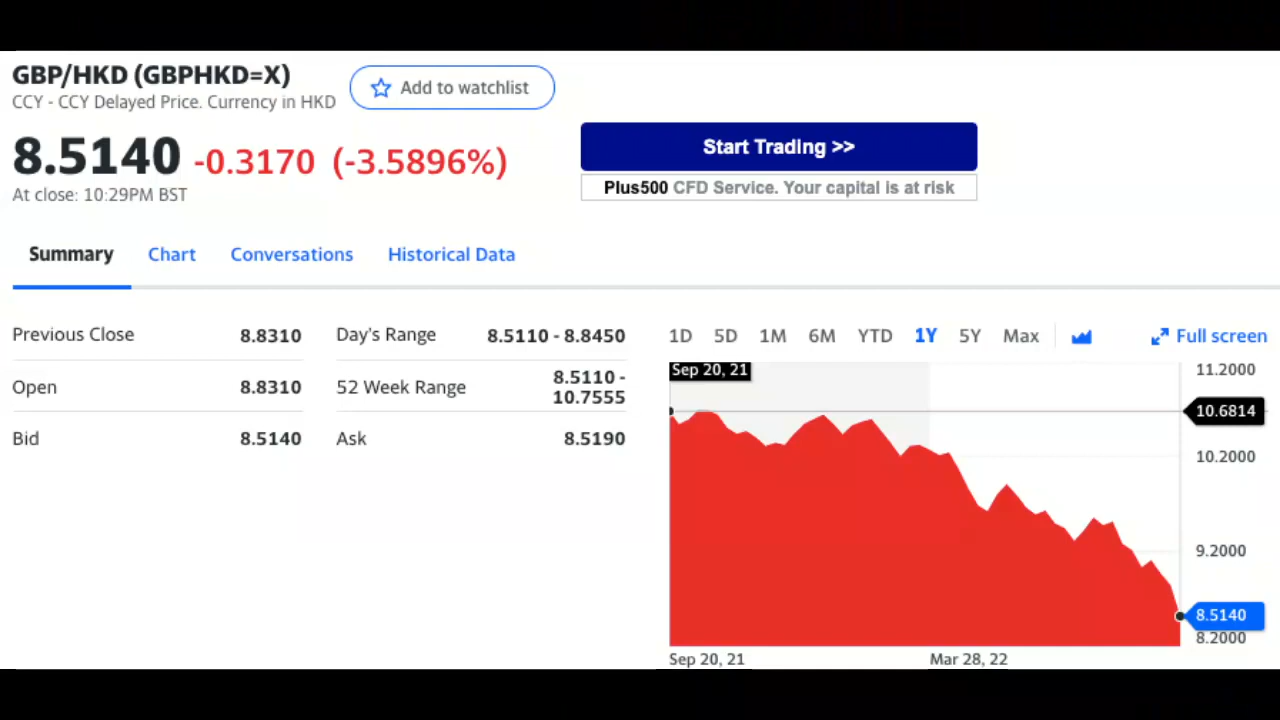 GBP/HKD (GBPHKD=X)
Add to watchlist
CCY - CCY Delayed Price. Currency in HKD
8.5140 -0.3170 (-3.5896%)
At close: 10:29PM BST
Start Trading >>
Plus500 CFD Service. Your capital is at risk
Summary Chart Conversations Historical Data
Previous Close 8.8310
Open 8.8310
Bid 8.5140
Day's Range 8.5110 - 8.8450
52 Week Range 8.5110 -
10.7555
Ask 8.5190
1D 5D 1M 6M YTD 1Y 5Y Max Full screen
Sep 20, 21
11.2000
10.6814
10.2000
9.2000
8.5140
8.2000
Sep 20, 21 Mar 28, 22